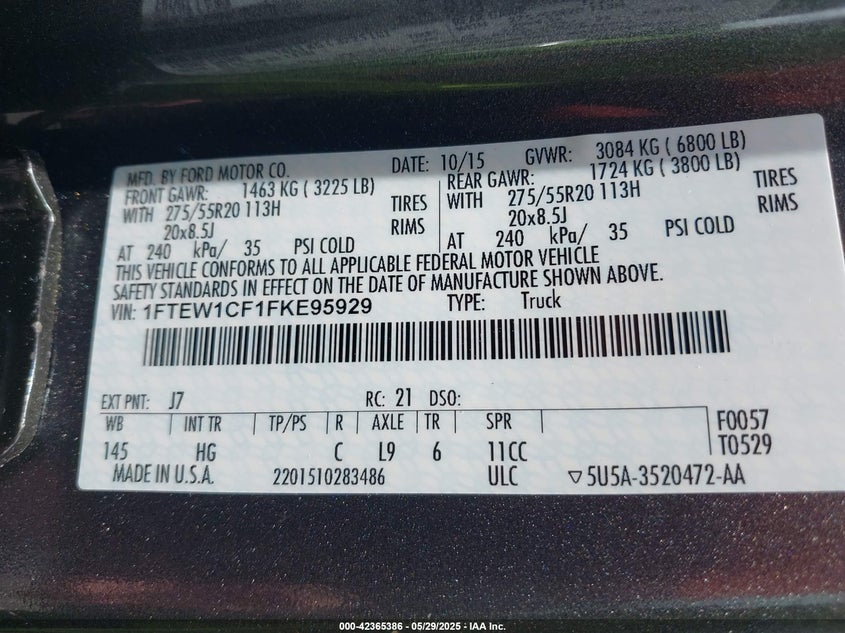 MFD. BY FORD MOTOR CO. DATE: 10/15 GVWR: 3084 KG ( 6800 LB)
FRONT GAWR: 1463 KG ( 3225 LB) REAR GAWR: 1724 KG ( 3800 LB)
WITH 275/55R20 113H TIRES WITH 275/55R20 113H TIRES
20x8.5J RIMS 20x8.5J RIMS
AT 240 kPa/ 35 PSI COLD AT 240 kPa/ 35 PSI COLD
THIS VEHICLE CONFORMS TO ALL APPLICABLE FEDERAL MOTOR VEHICLE
SAFETY STANDARDS IN EFFECT ON THE DATE OF MANUFACTURE SHOWN ABOVE.
VIN: 1FTEW1CF1FKE95929 TYPE: Truck
EXT PNT: J7 RC: 21 DSO:
WB INT TR TP/PS R AXLE TR SPR F0057
145 HG C L9 6 11CC T0529
MADE IN U.S.A. 2201510283486 ULC ▽5U5A-3520472-AA
000-42365386 - 05/29/2025 - IAA Inc.